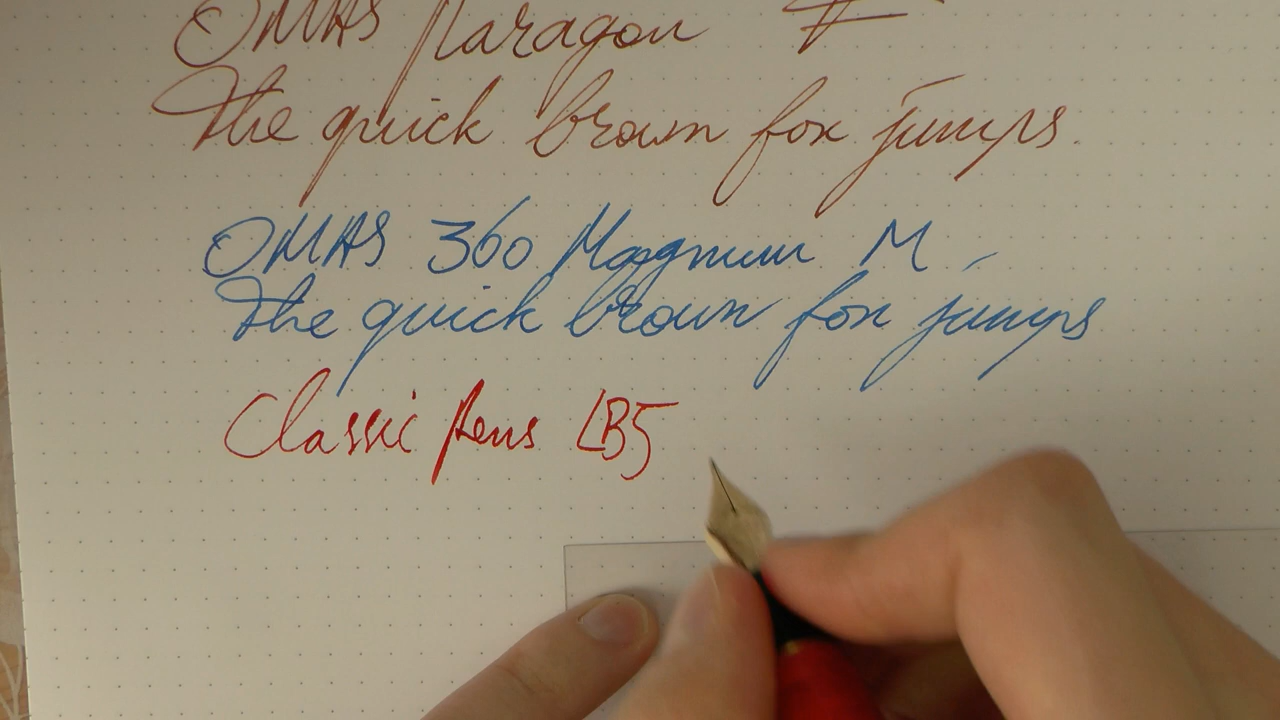 OMAS Paragon F
The quick brown fox jumps.
OMAS 360 Magnum M
The quick brown fox jumps
Classic Pens LB5